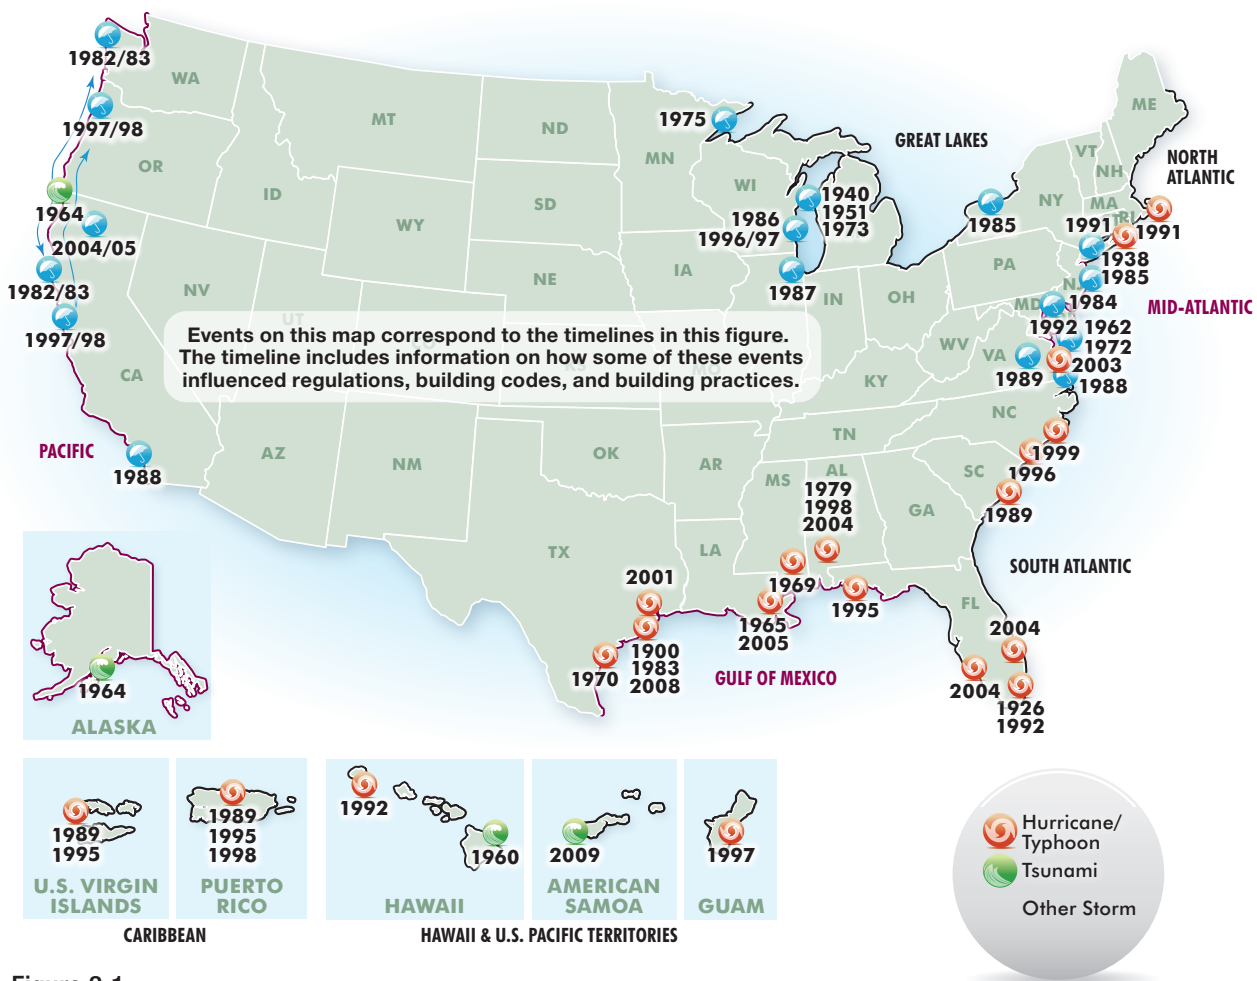 1982/83
WA
1997/98
OR
1964
2004/05
1982/83
1997/98
CA
PACIFIC
1988
MT
ID
WY
NV
UT
AZ
NM
ND
SD
NE
CO
KS
OK
TX
MN
1975
WI
IA
MO
AR
LA
GREAT LAKES
1940
1951
1973
1986
1996/97
1987
IN
OH
KY
TN
WV
VA
NC
SC
GA
MS
AL
1979
1998
2004
ME
VT
NH
NY
MA
RI
PA
NJ
MD
NORTH
ATLANTIC
1985
1991
1991
1938
1985
1984
MID-ATLANTIC
1992
1962
1972
2003
1989
1988
1999
1996
1989
SOUTH ATLANTIC
FL
2004
2004
1926
1992
1995
1969
1965
2005
2001
1900
1983
2008
1970
GULF OF MEXICO
Events on this map correspond to the timelines in this figure.
The timeline includes information on how some of these events
influenced regulations, building codes, and building practices.
1964
ALASKA
1989
1995
U.S. VIRGIN
ISLANDS
1989
1995
1998
PUERTO
RICO
CARIBBEAN
1992
1960
HAWAII
2009
AMERICAN
SAMOA
1997
GUAM
HAWAII & U.S. PACIFIC TERRITORIES
Hurricane/
Typhoon
Tsunami
Other Storm